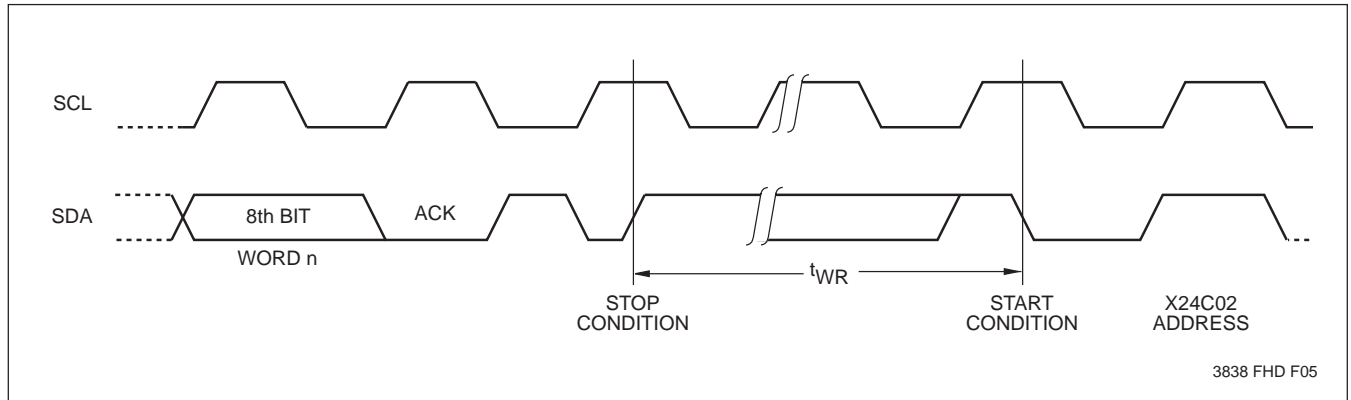 SCL
SDA
8th BIT
ACK
WORD n
tWR
STOP
CONDITION
START
CONDITION
X24C02
ADDRESS
3838 FHD F05